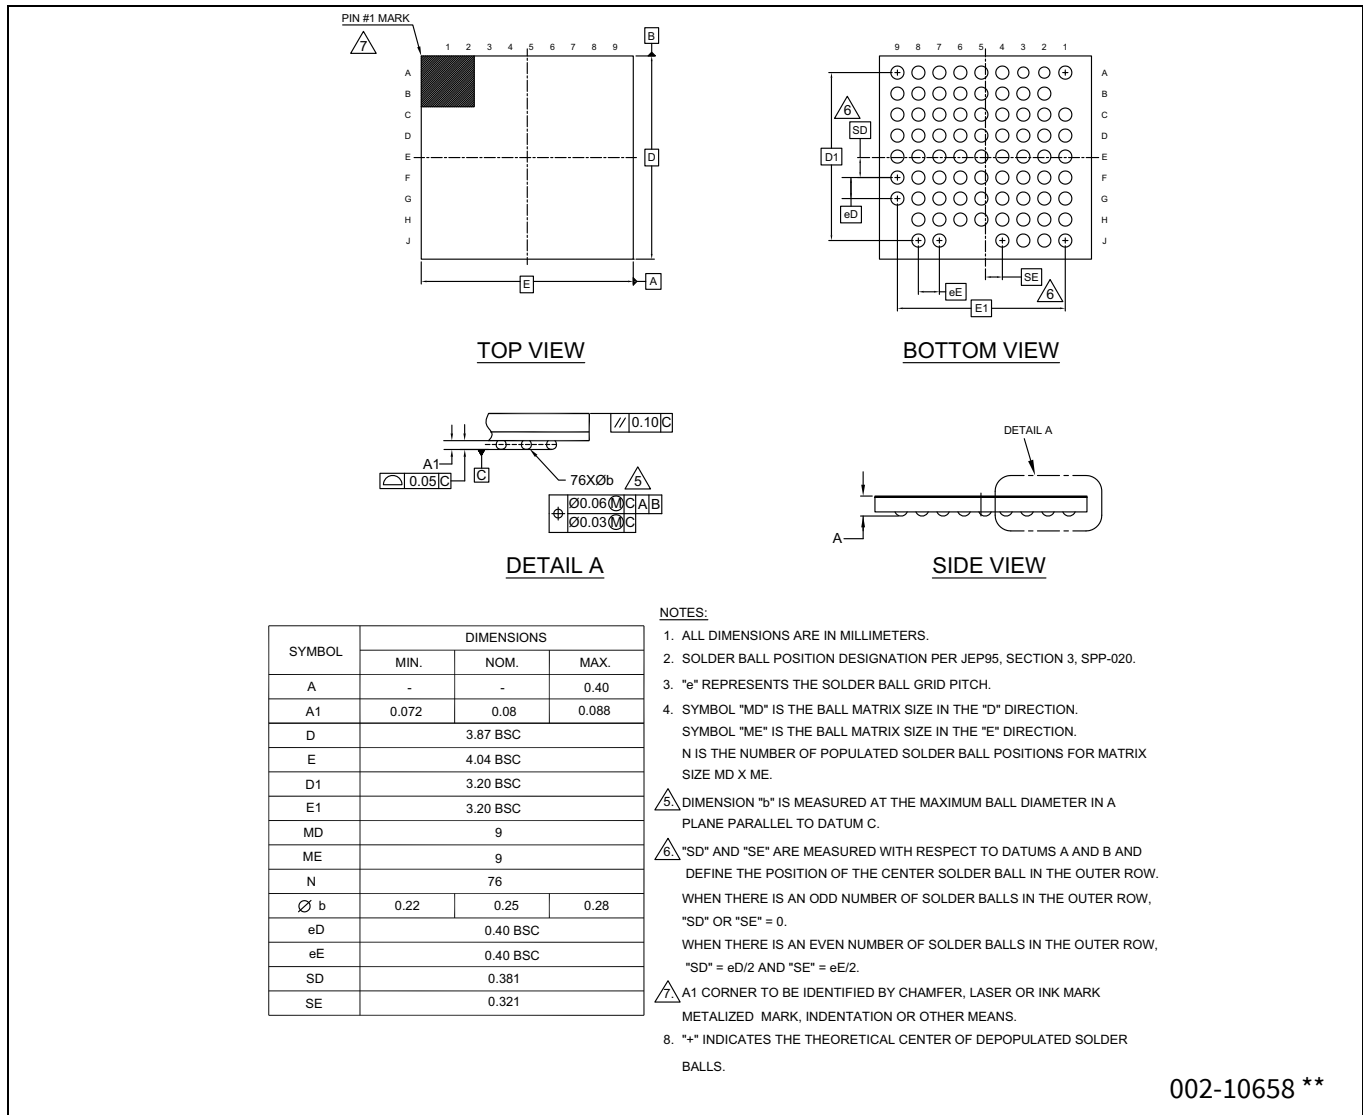 PIN #1 MARK
7
1 2 3 4 5 6 7 8 9
B
A
B
C
D
E
F
G
H
J
D
E
A
TOP VIEW
9 8 7 6 5 4 3 2 1
A
B
C
D
E
F
G
H
J
6
SD
D1
eD
SE
6
eE
E1
BOTTOM VIEW
// 0.10 C
A1
0.05 C
C
76XØb 5
Ø0.06 Ⓜ C A B
Ø0.03 Ⓜ C
DETAIL A
DETAIL A
A
SIDE VIEW
SYMBOL DIMENSIONS
MIN. NOM. MAX.
A - - 0.40
A1 0.072 0.08 0.088
D 3.87 BSC
E 4.04 BSC
D1 3.20 BSC
E1 3.20 BSC
MD 9
ME 9
N 76
Ø b 0.22 0.25 0.28
eD 0.40 BSC
eE 0.40 BSC
SD 0.381
SE 0.321
NOTES:
1. ALL DIMENSIONS ARE IN MILLIMETERS.
2. SOLDER BALL POSITION DESIGNATION PER JEP95, SECTION 3, SPP-020.
3. "e" REPRESENTS THE SOLDER BALL GRID PITCH.
4. SYMBOL "MD" IS THE BALL MATRIX SIZE IN THE "D" DIRECTION.
SYMBOL "ME" IS THE BALL MATRIX SIZE IN THE "E" DIRECTION.
N IS THE NUMBER OF POPULATED SOLDER BALL POSITIONS FOR MATRIX
SIZE MD X ME.
5. DIMENSION "b" IS MEASURED AT THE MAXIMUM BALL DIAMETER IN A
PLANE PARALLEL TO DATUM C.
6. "SD" AND "SE" ARE MEASURED WITH RESPECT TO DATUMS A AND B AND
DEFINE THE POSITION OF THE CENTER SOLDER BALL IN THE OUTER ROW.
WHEN THERE IS AN ODD NUMBER OF SOLDER BALLS IN THE OUTER ROW,
"SD" OR "SE" = 0.
WHEN THERE IS AN EVEN NUMBER OF SOLDER BALLS IN THE OUTER ROW,
"SD" = eD/2 AND "SE" = eE/2.
7. A1 CORNER TO BE IDENTIFIED BY CHAMFER, LASER OR INK MARK
METALIZED MARK, INDENTATION OR OTHER MEANS.
8. "+" INDICATES THE THEORETICAL CENTER OF DEPOPULATED SOLDER
BALLS.
002-10658 **